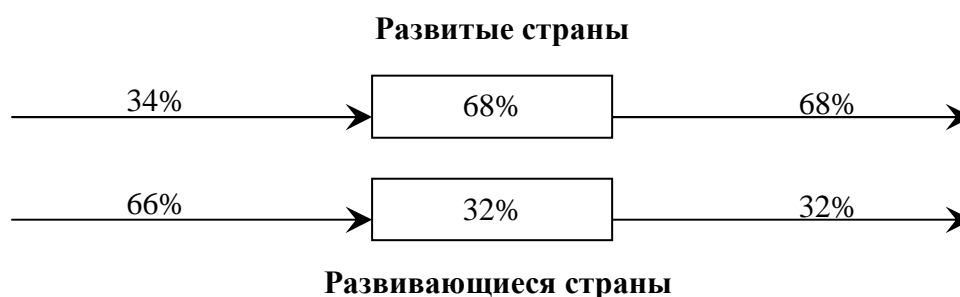 Развитые страны
34% 68% 68%
66% 32% 32%
Развивающиеся страны